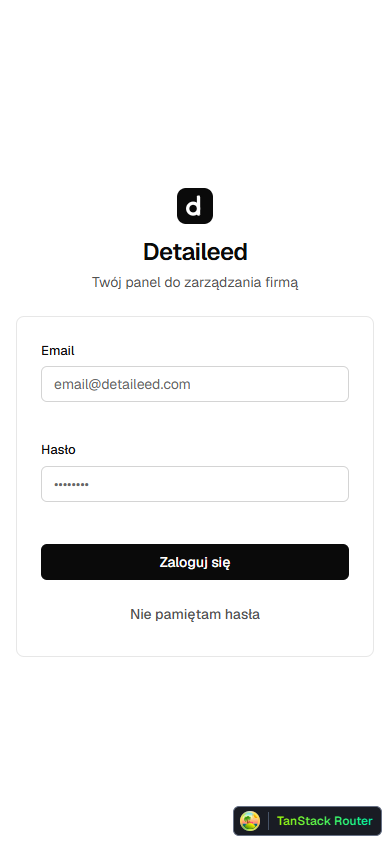 d
Detaileed
Twój panel do zarządzania firmą
Email
email@detaileed.com
Hasło
••••••••
Zaloguj się
Nie pamiętam hasła
TanStack Router